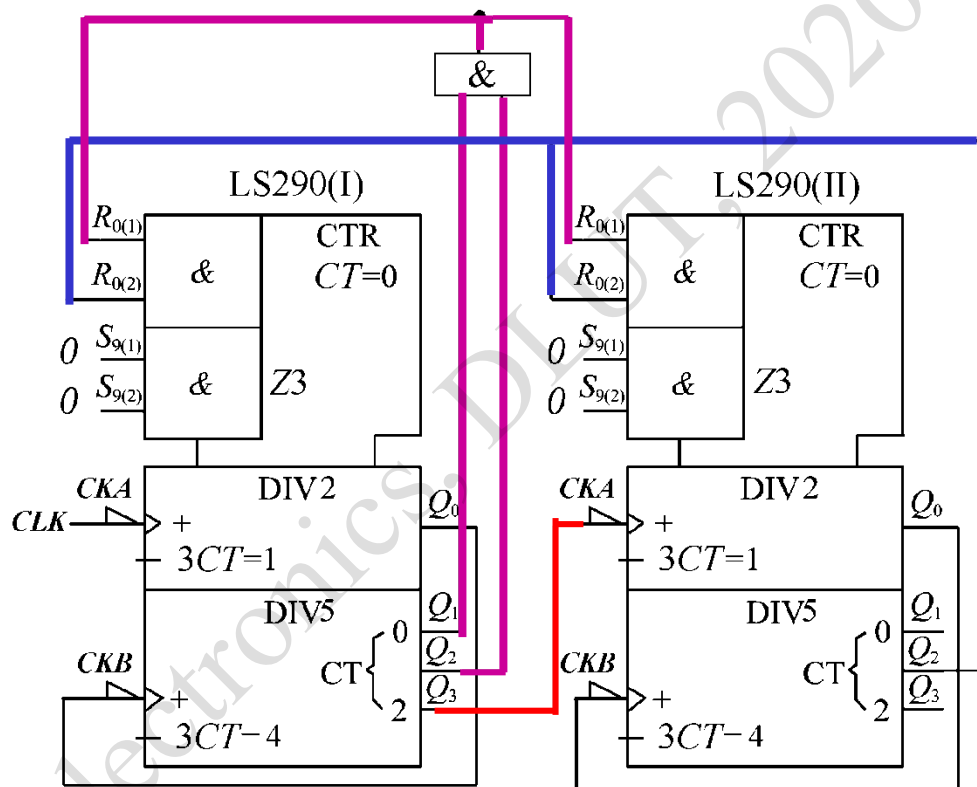 &
LS290(I)
LS290(II)
R0(1)
R0(2)
S9(1)
S9(2)
0
0
&
&
Z3
CTR
CT=0
R0(1)
R0(2)
S9(1)
S9(2)
0
0
&
&
Z3
CTR
CT=0
CLK
CKA
+
DIV2
3CT=1
Q0
DIV5
CKB
+
3CT-4
CT
0
2
Q1
Q2
Q3
CKA
+
DIV2
3CT=1
Q0
DIV5
CKB
+
3CT-4
CT
0
2
Q1
Q2
Q3
lectronics, DLUT, 2020